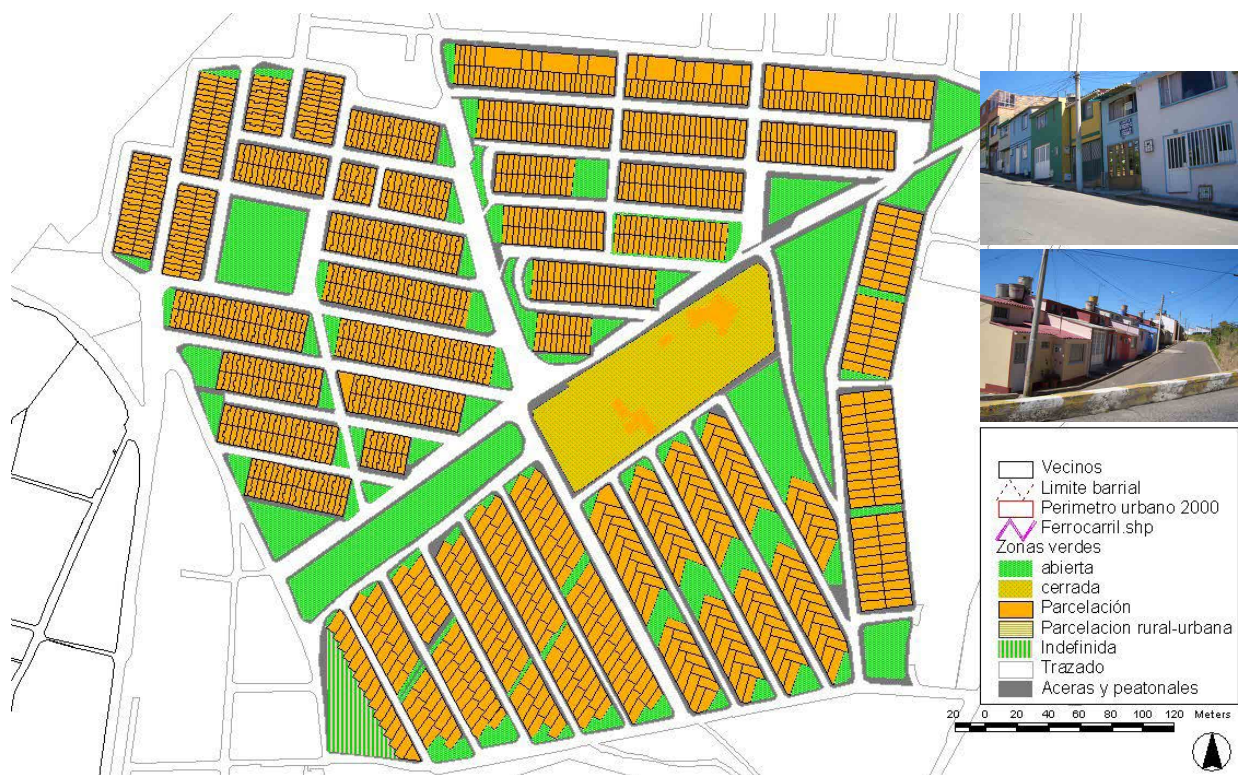 Vecinos
Limite barrial
Perimetro urbano 2000
Ferrocarril.shp
Zonas verdes
abierta
cerrada
Parcelación
Parcelacion rural-urbana
Indefinida
Trazado
Aceras y peatonales
20 0 20 40 60 80 100 120 Meters